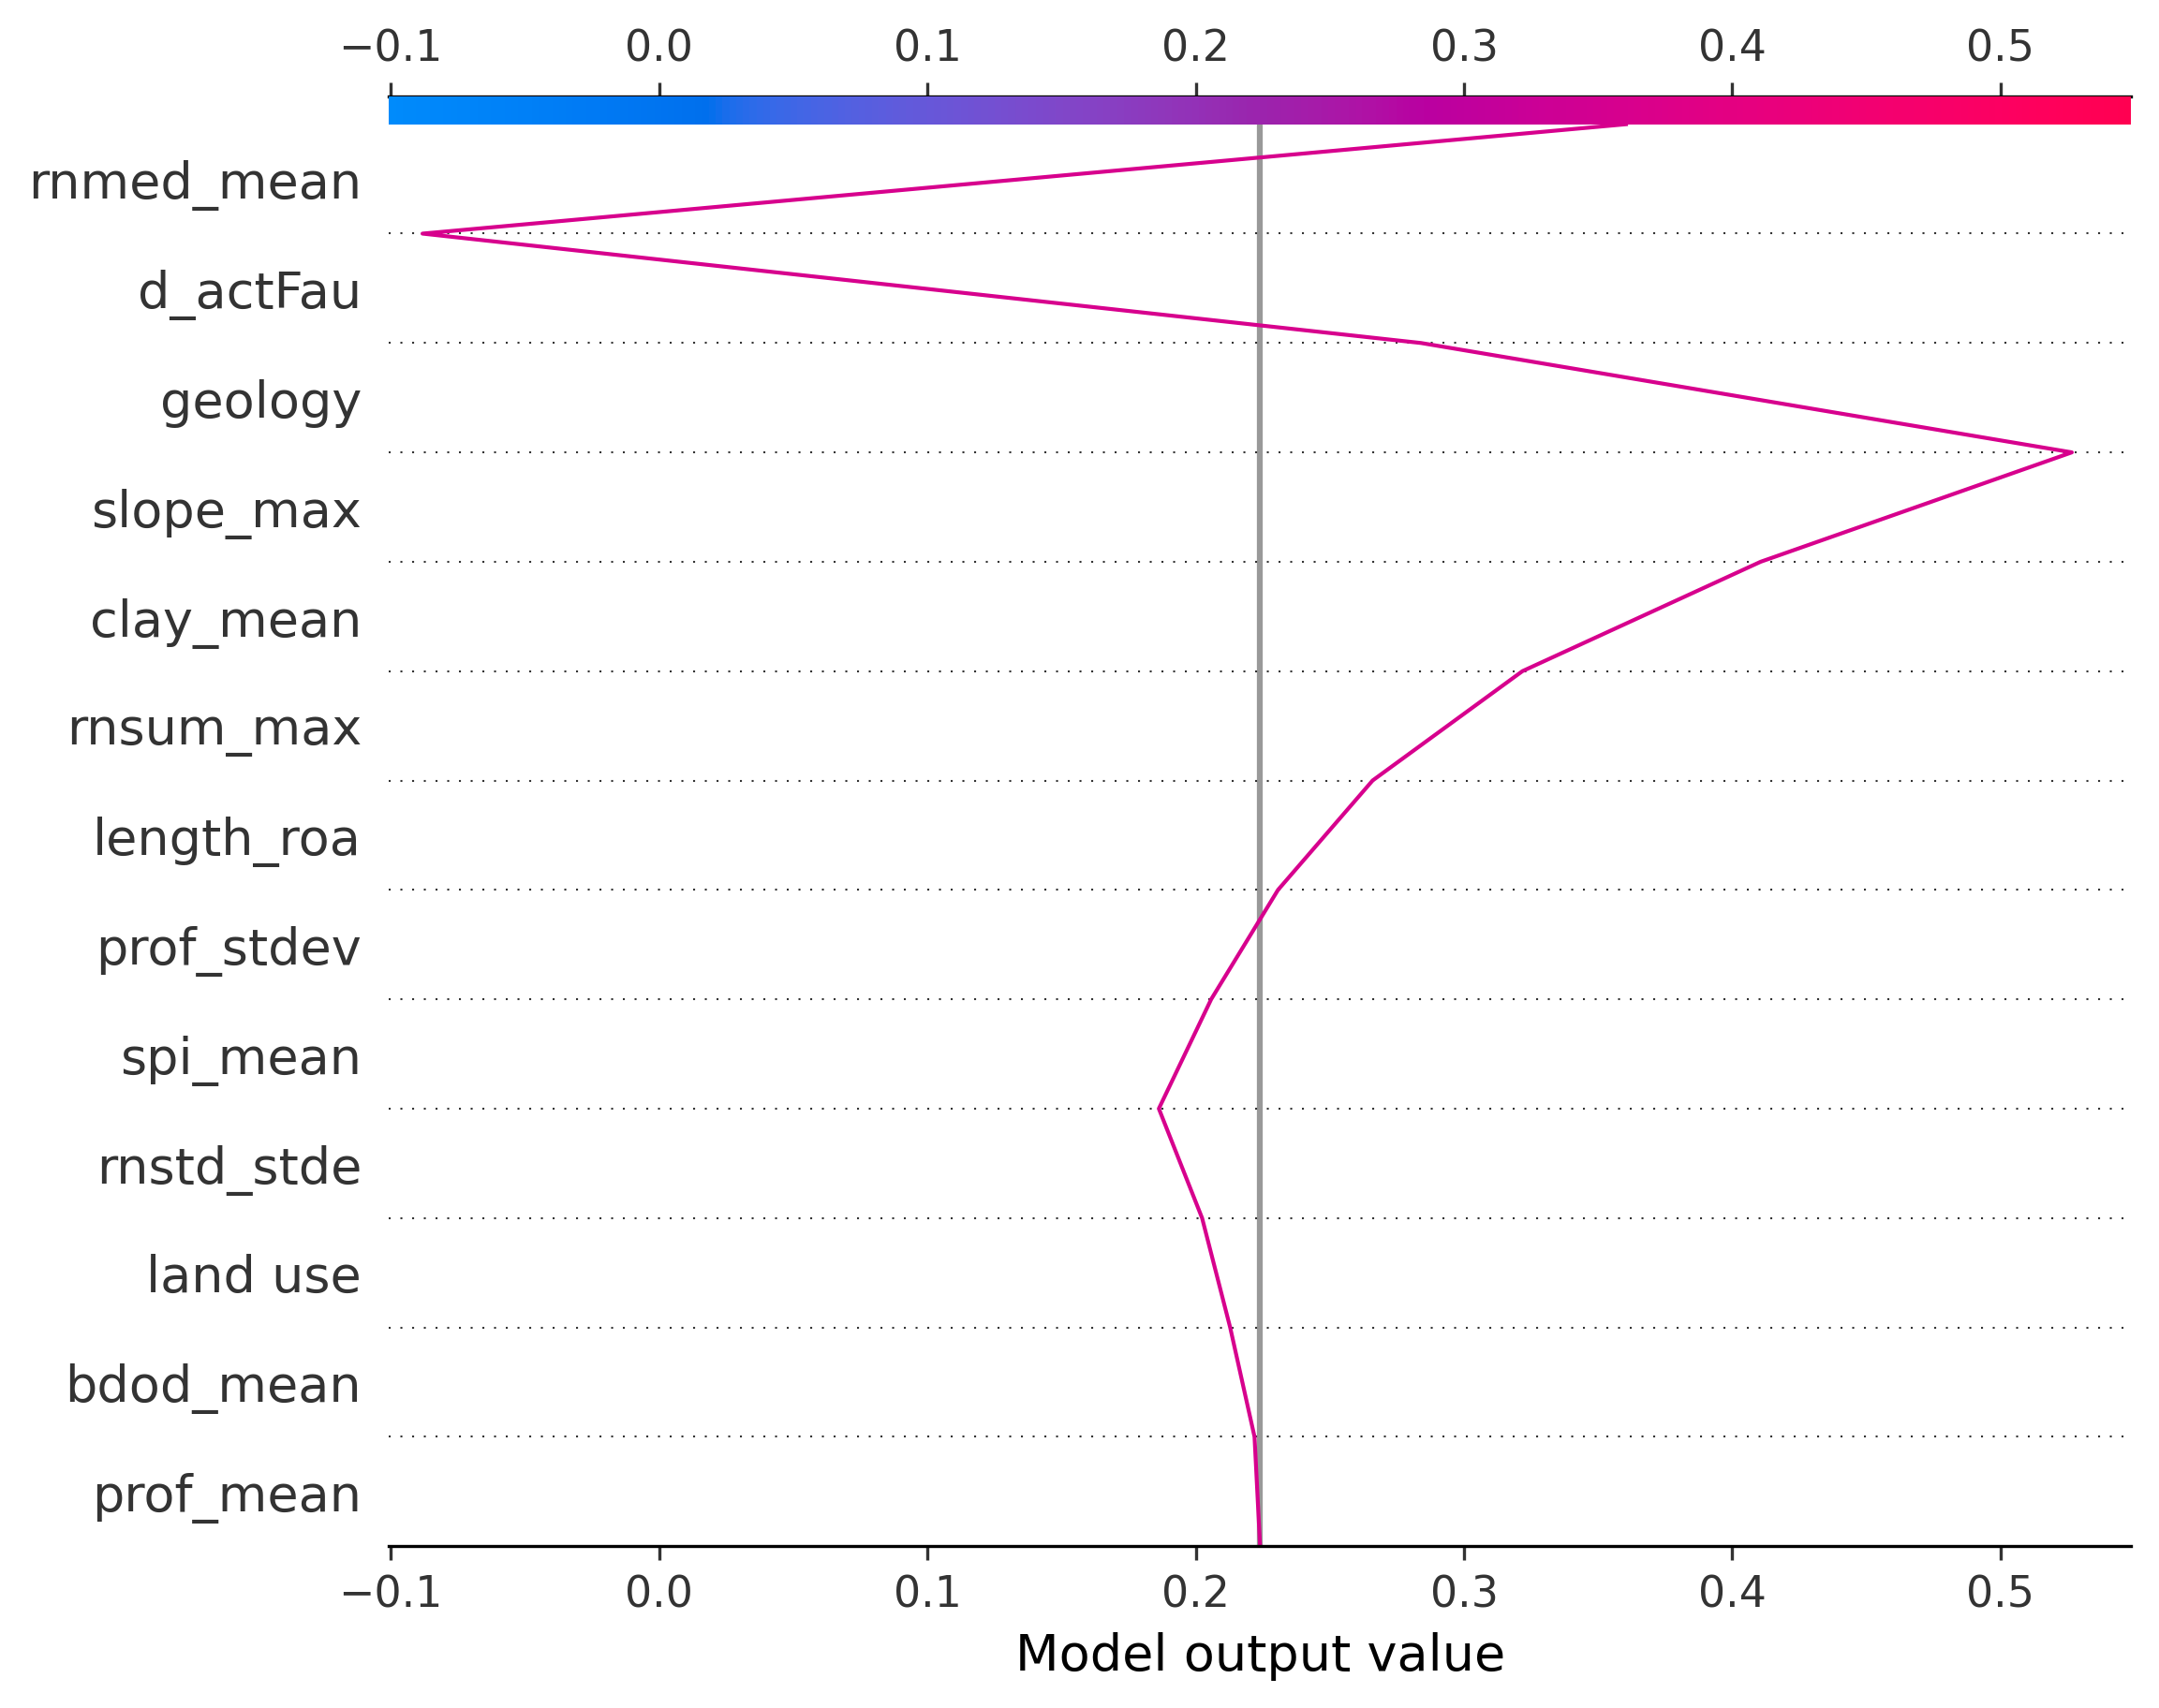 −0.1 0.0 0.1 0.2 0.3 0.4 0.5
rnmed_mean
d_actFau
geology
slope_max
clay_mean
rnsum_max
length_roa
prof_stdev
spi_mean
rnstd_stde
land use
bdod_mean
prof_mean
−0.1 0.0 0.1 0.2 0.3 0.4 0.5
Model output value